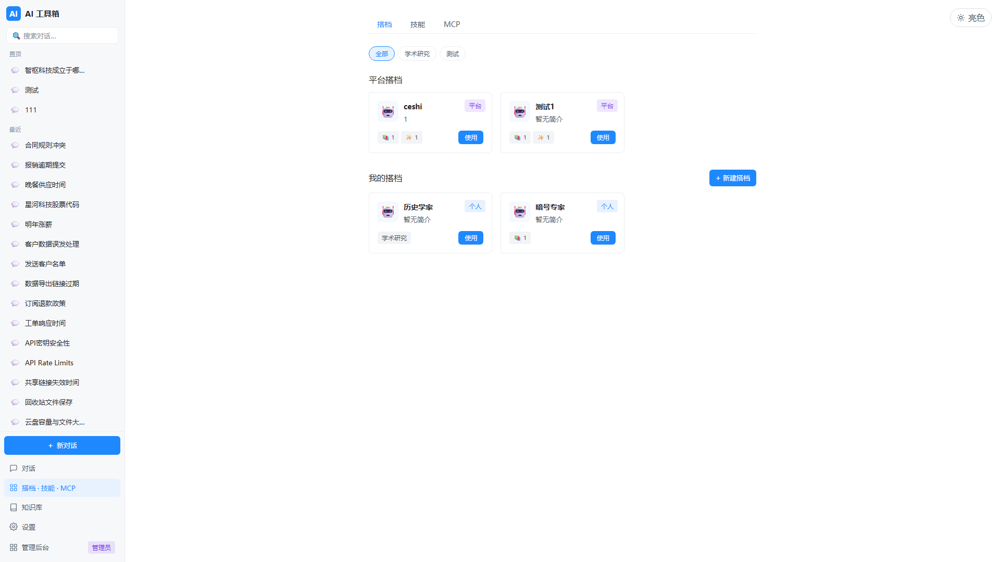 AI AI 工具箱
搜索对话...
置顶
智枢科技成立于哪...
测试
111
最近
合同规则冲突
报销逾期提交
晚餐供应时间
星河科技股票代码
明年涨薪
客户数据误发处理
发送客户名单
数据导出链接过期
订阅退款政策
工单响应时间
API密钥安全性
API Rate Limits
共享链接失效时间
回收站文件保存
云盘容量与文件大...
+ 新对话
对话
搭档 · 技能 · MCP
知识库
设置
管理后台 管理员
搭档 技能 MCP
亮色
全部 学术研究 测试
平台搭档
ceshi 平台
1
1 1 使用
测试1 平台
暂无简介
1 1 使用
我的搭档 + 新建搭档
历史学家 个人
暂无简介
学术研究 使用
暗号专家 个人
暂无简介
1 使用